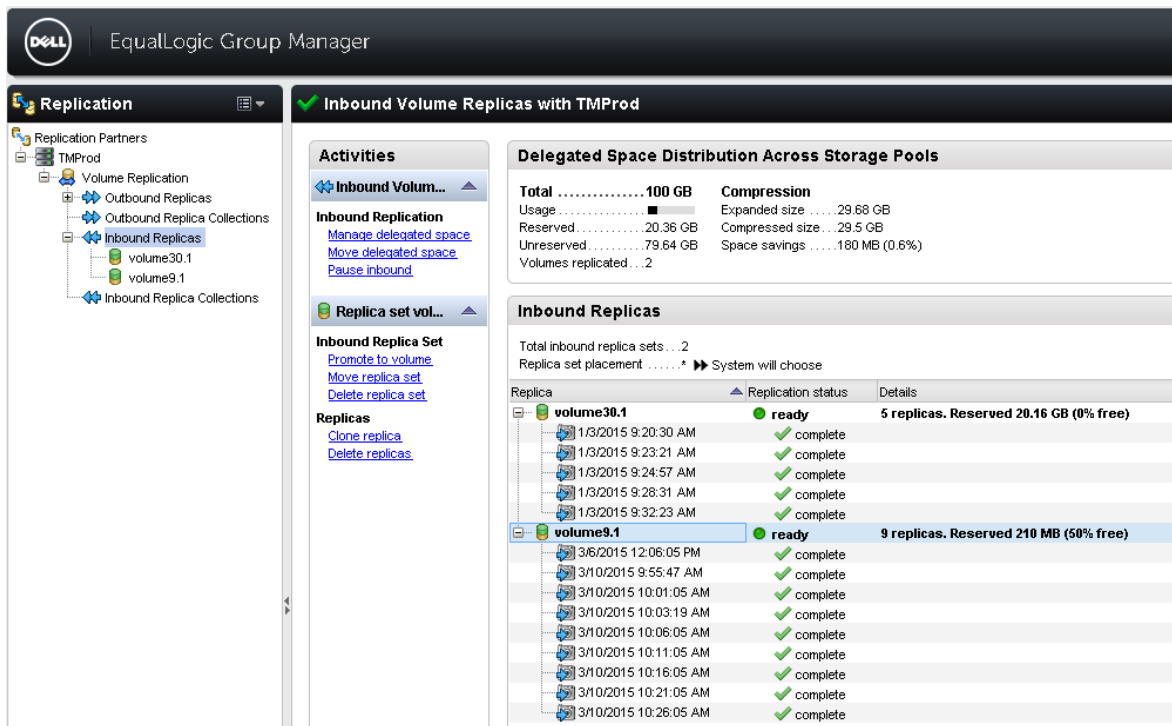 DELL EqualLogic Group Manager
Replication
Replication Partners
TMProd
Volume Replication
Outbound Replicas
Outbound Replica Collections
Inbound Replicas
volume30.1
volume9.1
Inbound Replica Collections
Inbound Volume Replicas with TMProd
Activities
Inbound Volum...
Inbound Replication
Manage delegated space
Move delegated space
Pause inbound
Replica set vol...
Inbound Replica Set
Promote to volume
Move replica set
Delete replica set
Replicas
Clone replica
Delete replicas
Delegated Space Distribution Across Storage Pools
Total ..............100 GB Compression
Usage .............. Expanded size .....29.68 GB
Reserved..........20.36 GB Compressed size...29.5 GB
Unreserved........79.64 GB Space savings .....180 MB (0.6%)
Volumes replicated...2
Inbound Replicas
Total inbound replica sets...2
Replica set placement ......* System will choose
Replica Replication status Details
volume30.1 ready 5 replicas. Reserved 20.16 GB (0% free)
1/3/2015 9:20:30 AM complete
1/3/2015 9:23:21 AM complete
1/3/2015 9:24:57 AM complete
1/3/2015 9:28:31 AM complete
1/3/2015 9:32:23 AM complete
volume9.1 ready 9 replicas. Reserved 210 MB (50% free)
3/6/2015 12:06:05 PM complete
3/10/2015 9:55:47 AM complete
3/10/2015 10:01:05 AM complete
3/10/2015 10:03:19 AM complete
3/10/2015 10:06:05 AM complete
3/10/2015 10:11:05 AM complete
3/10/2015 10:16:05 AM complete
3/10/2015 10:21:05 AM complete
3/10/2015 10:26:05 AM complete